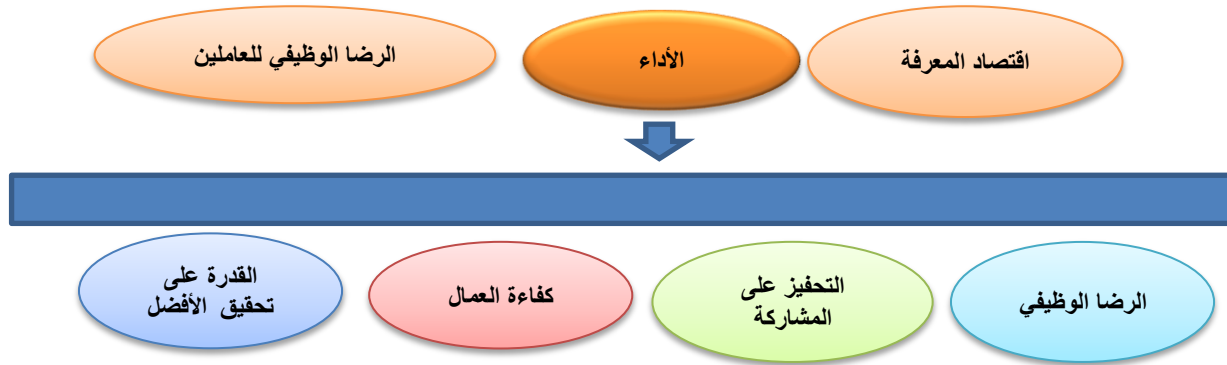 اقتصاد المعرفة
الأداء
الرضا الوظيفي للعاملين
الرضا الوظيفي
التحفيز على
المشاركة
كفاءة العمال
القدرة على
تحقيق الأفضل